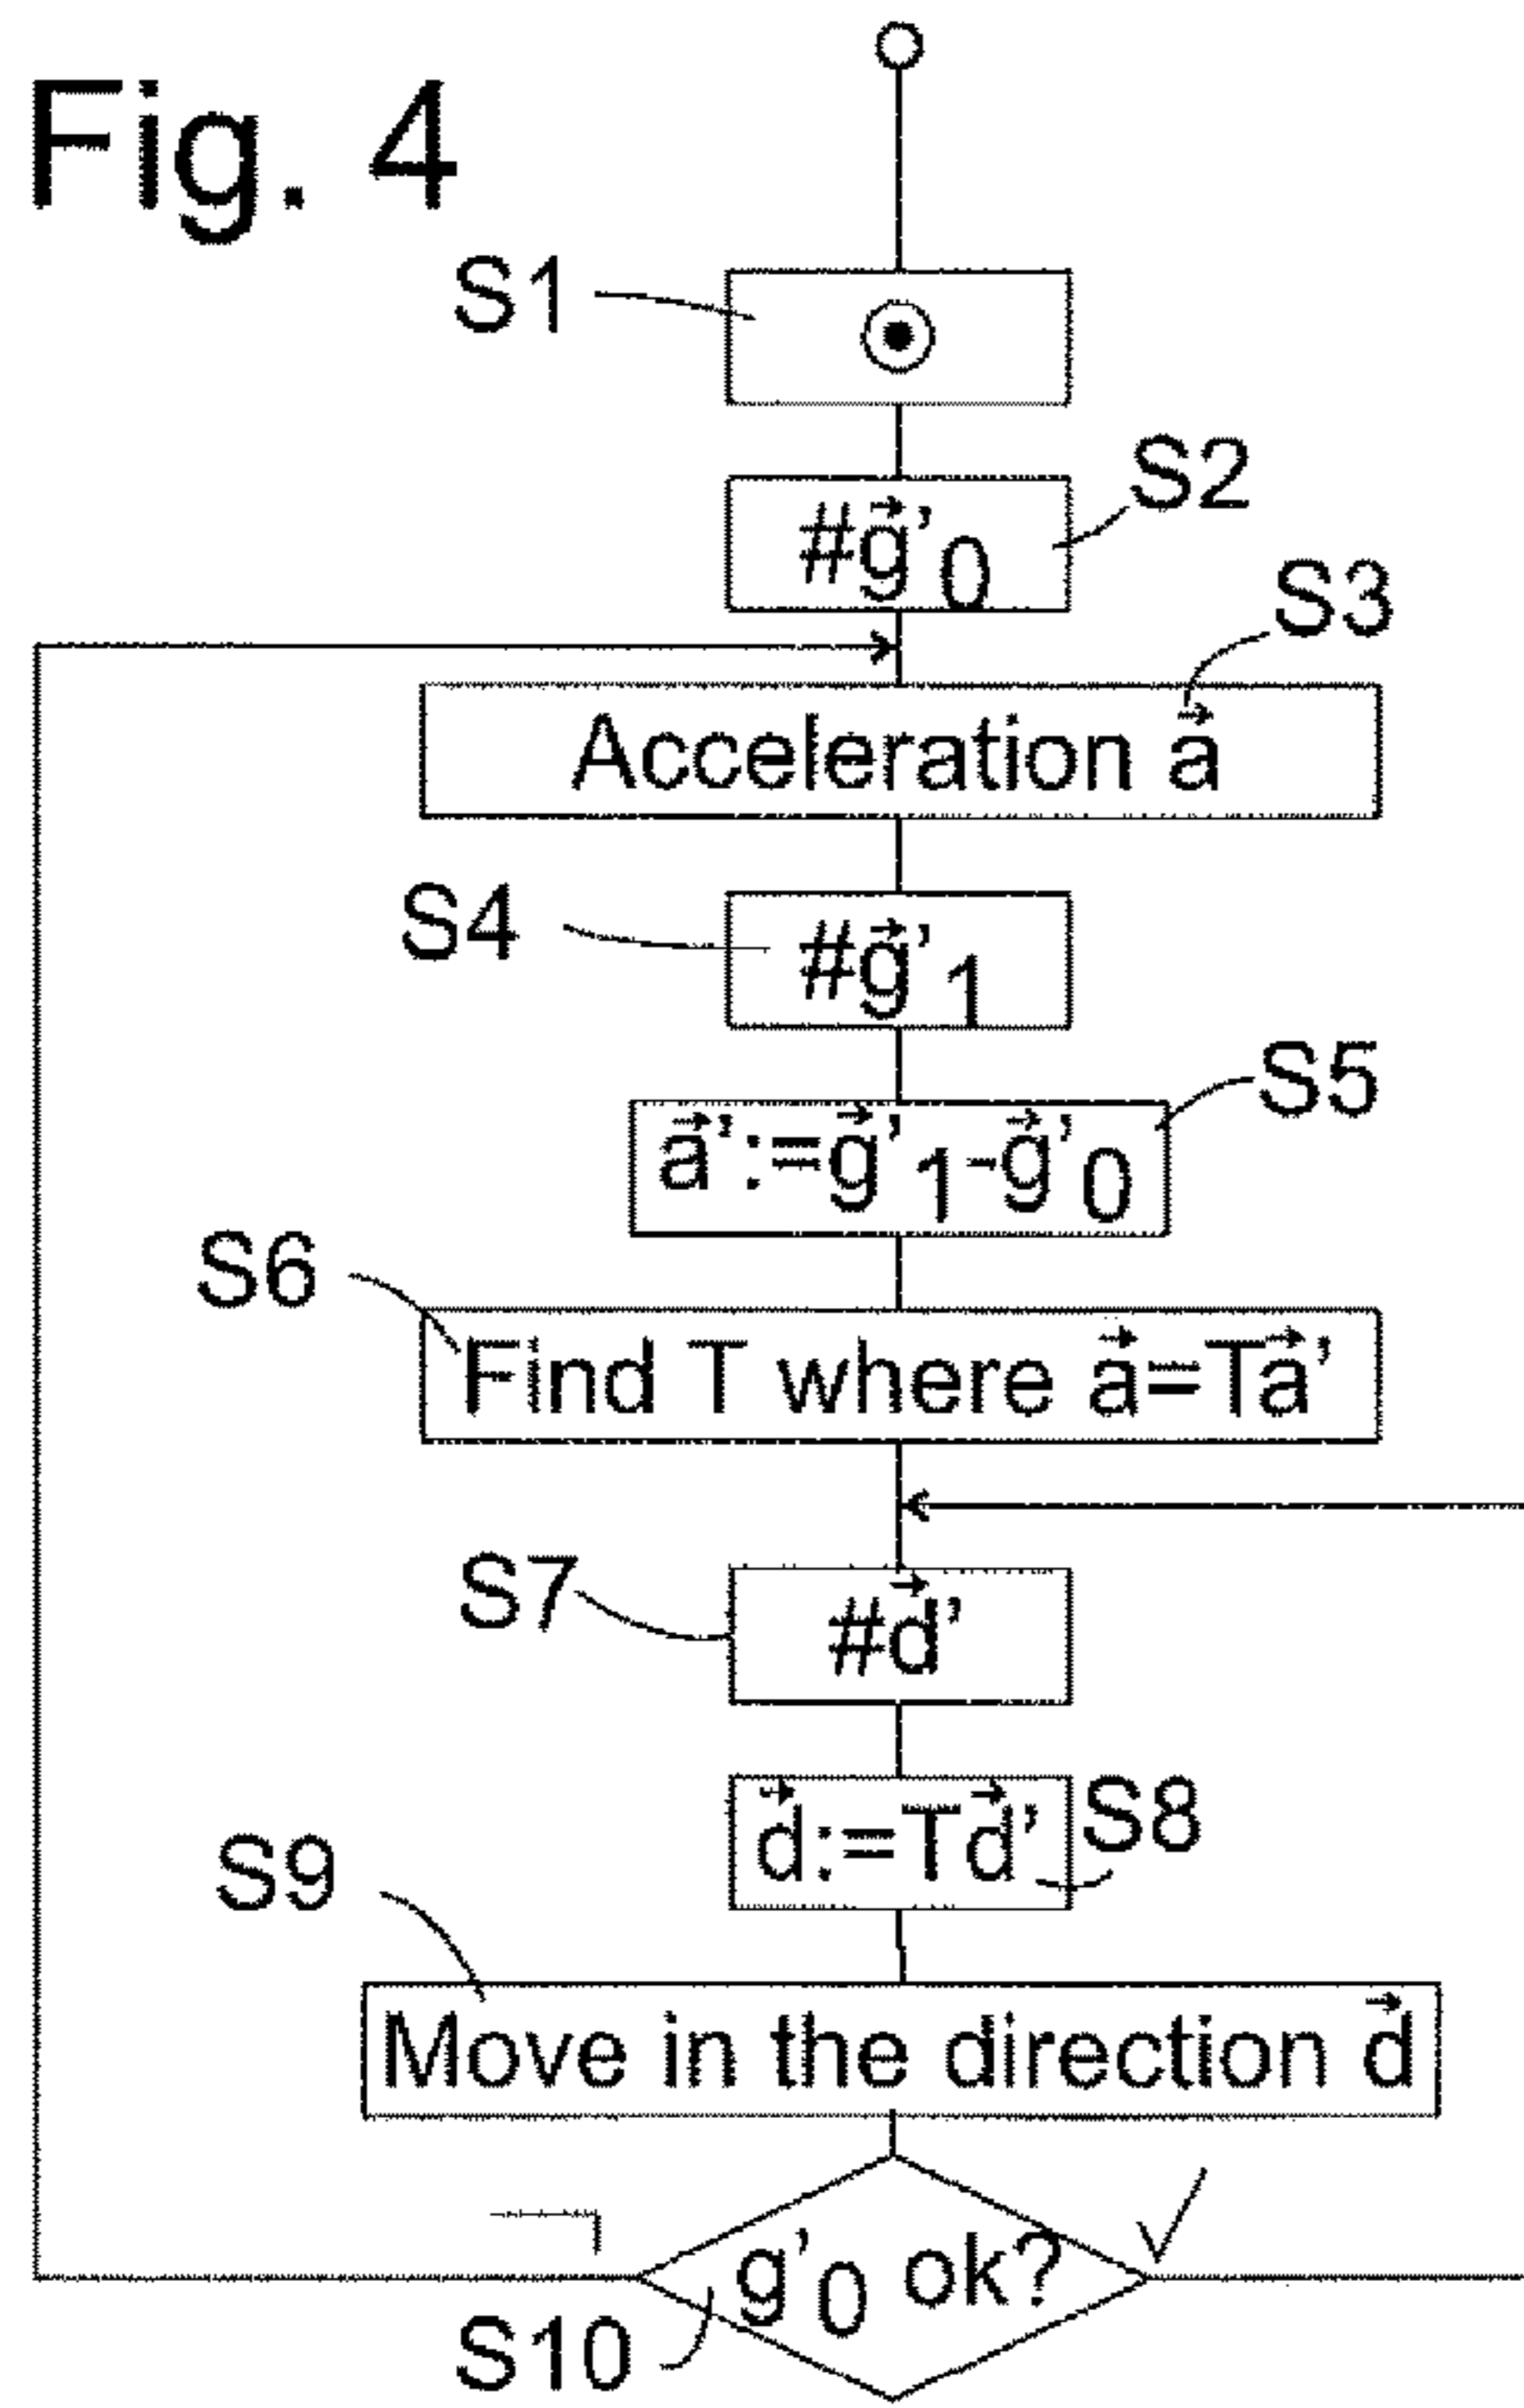 Fig. 4
S1
S2
#g⃗'₀
S3
Acceleration a⃗
S4
#g⃗'₁
S5
a⃗':=g⃗'₁-g⃗'₀
S6
Find T where a⃗=Ta⃗'
S7
#d⃗'
S8
d⃗:=Td⃗'
S9
Move in the direction d⃗
¬ ✓
g'₀ ok?
S10